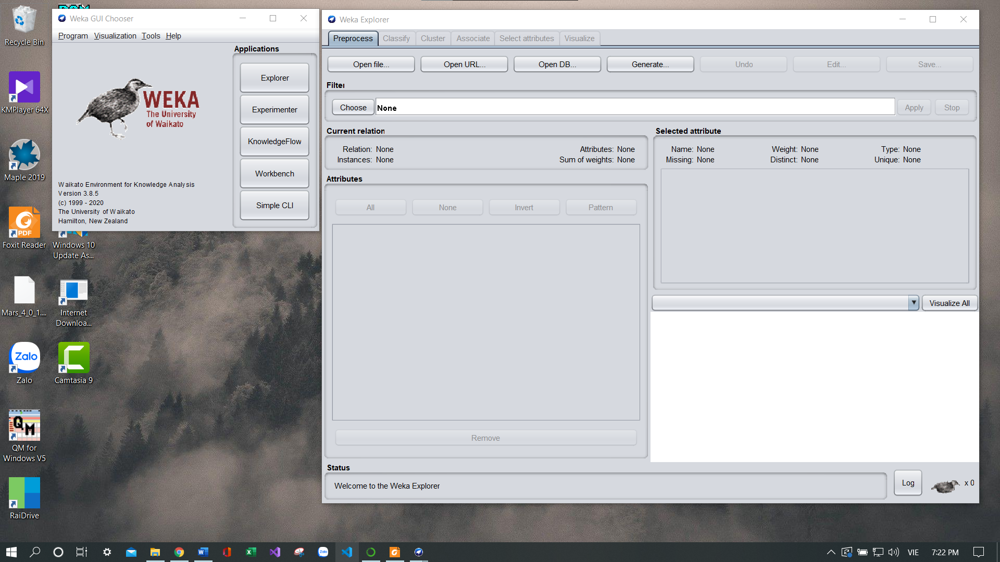 Recycle Bin
KMPlayer 64X
Maple 2019
Foxit Reader
PDF
Windows 10
Update As...
Mars_4_0_1....
Internet
Downloa...
Zalo
Zalo
Camtasia 9
QM
QM for
Windows V5
RaiDrive
Weka GUI Chooser
Program Visualization Tools Help
WEKA
The University
of Waikato
Waikato Environment for Knowledge Analysis
Version 3.8.5
(c) 1999 - 2020
The University of Waikato
Hamilton, New Zealand
Applications
Explorer
Experimenter
KnowledgeFlow
Workbench
Simple CLI
Weka Explorer
Preprocess Classify Cluster Associate Select attributes Visualize
Open file... Open URL... Open DB... Generate... Undo Edit... Save...
Filter
Choose None Apply Stop
Current relation
Relation: None Attributes: None
Instances: None Sum of weights: None
Attributes
All None Invert Pattern
Remove
Selected attribute
Name: None Weight: None Type: None
Missing: None Distinct: None Unique: None
Visualize All
Status
Welcome to the Weka Explorer
Log
x 0
Zalo
VIE 7:22 PM